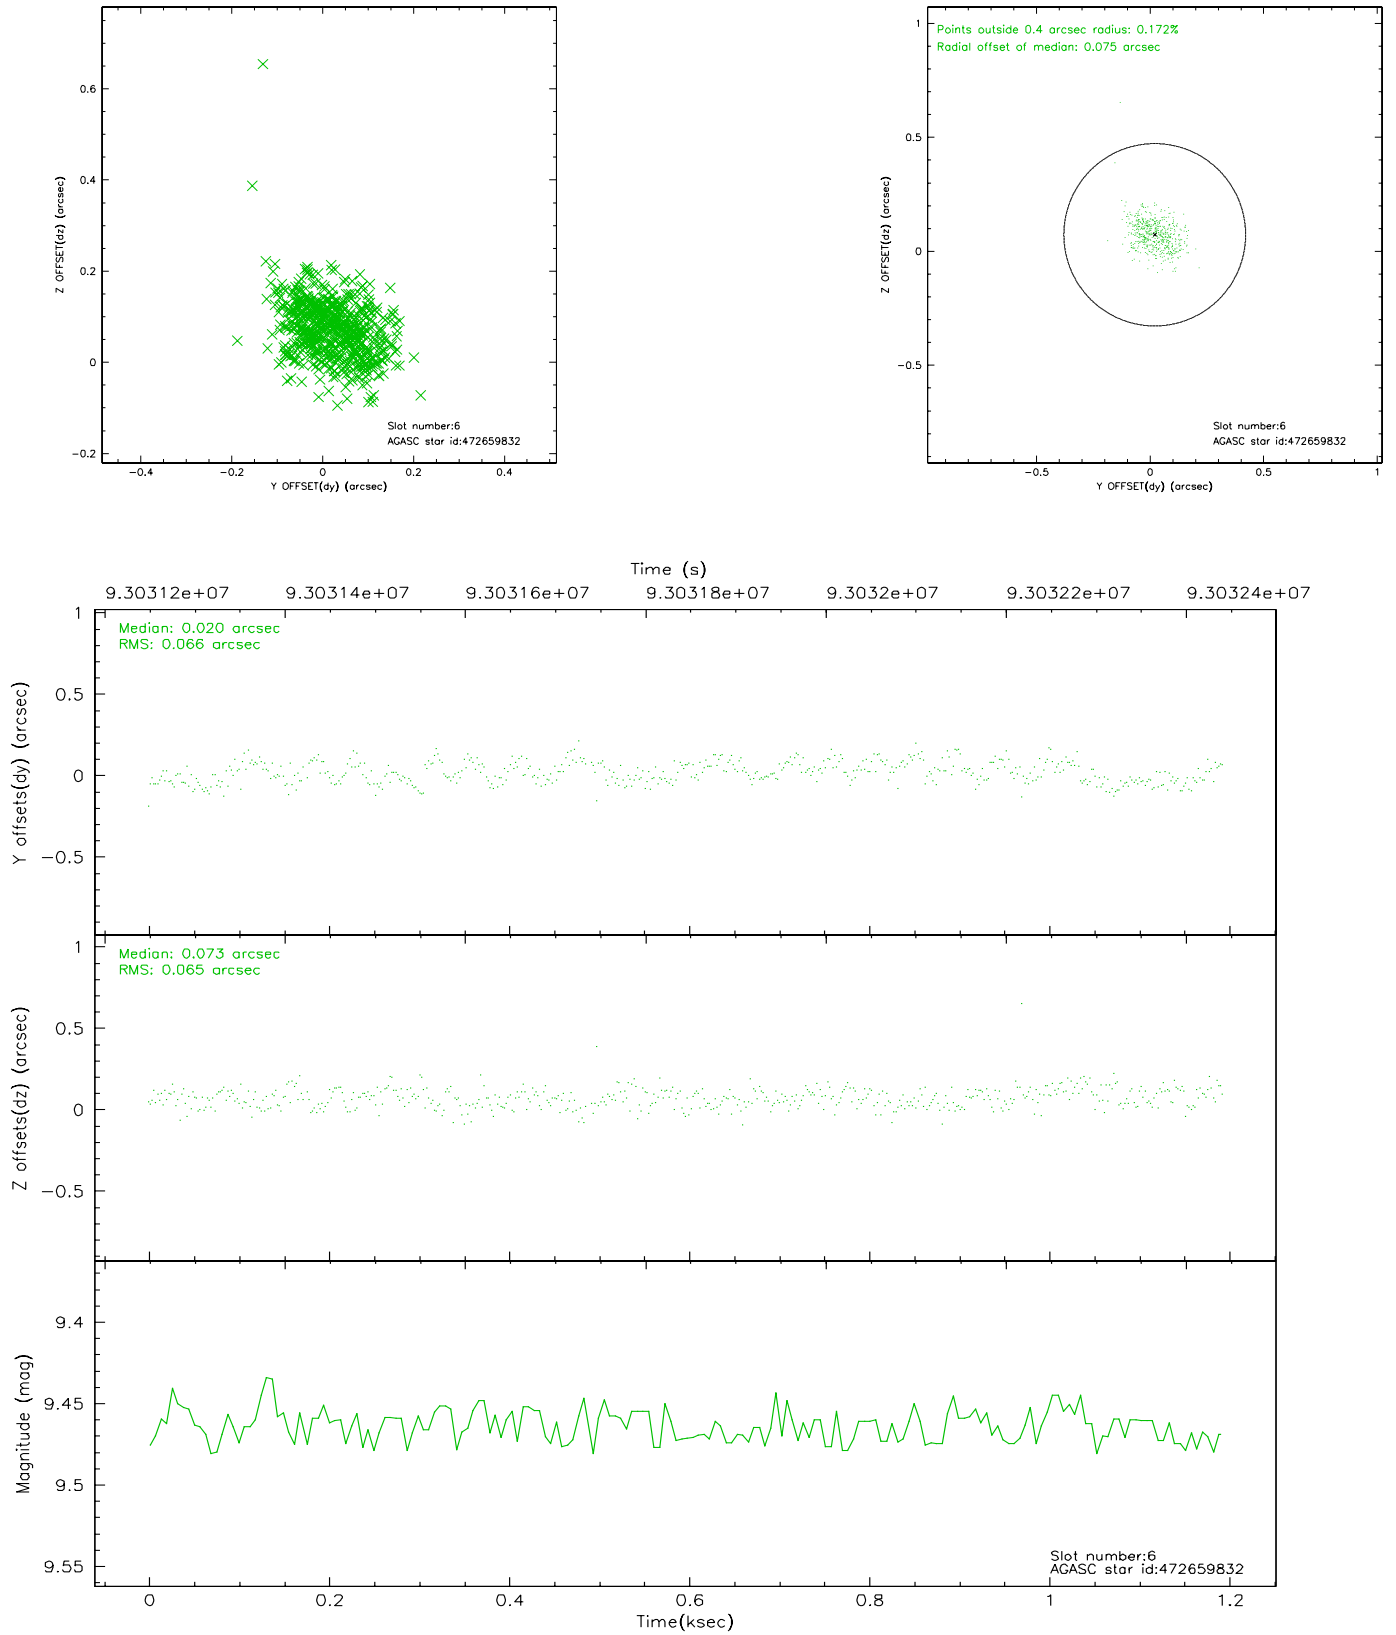 0.6
0.4
0.2
0
-0.2
-0.4
-0.2
0
0.2
0.4
Z OFFSET(dz) (arcsec)
Y OFFSET(dy) (arcsec)
Slot number:6
AGASC star id:472659832
Points outside 0.4 arcsec radius: 0.172%
Radial offset of median: 0.075 arcsec
1
0.5
0
-0.5
-0.5
0
0.5
1
Z OFFSET(dz) (arcsec)
Y OFFSET(dy) (arcsec)
Slot number:6
AGASC star id:472659832
Time (s)
9.30312e+07 9.30314e+07 9.30316e+07 9.30318e+07 9.3032e+07 9.30322e+07 9.30324e+07
Median: 0.020 arcsec
RMS: 0.066 arcsec
1
0.5
0
-0.5
Y offsets(dy) (arcsec)
Median: 0.073 arcsec
RMS: 0.065 arcsec
1
0.5
0
-0.5
Z offsets(dz) (arcsec)
9.4
9.45
9.5
9.55
Magnitude (mag)
Slot number:6
AGASC star id:472659832
0 0.2 0.4 0.6 0.8 1 1.2
Time(ksec)